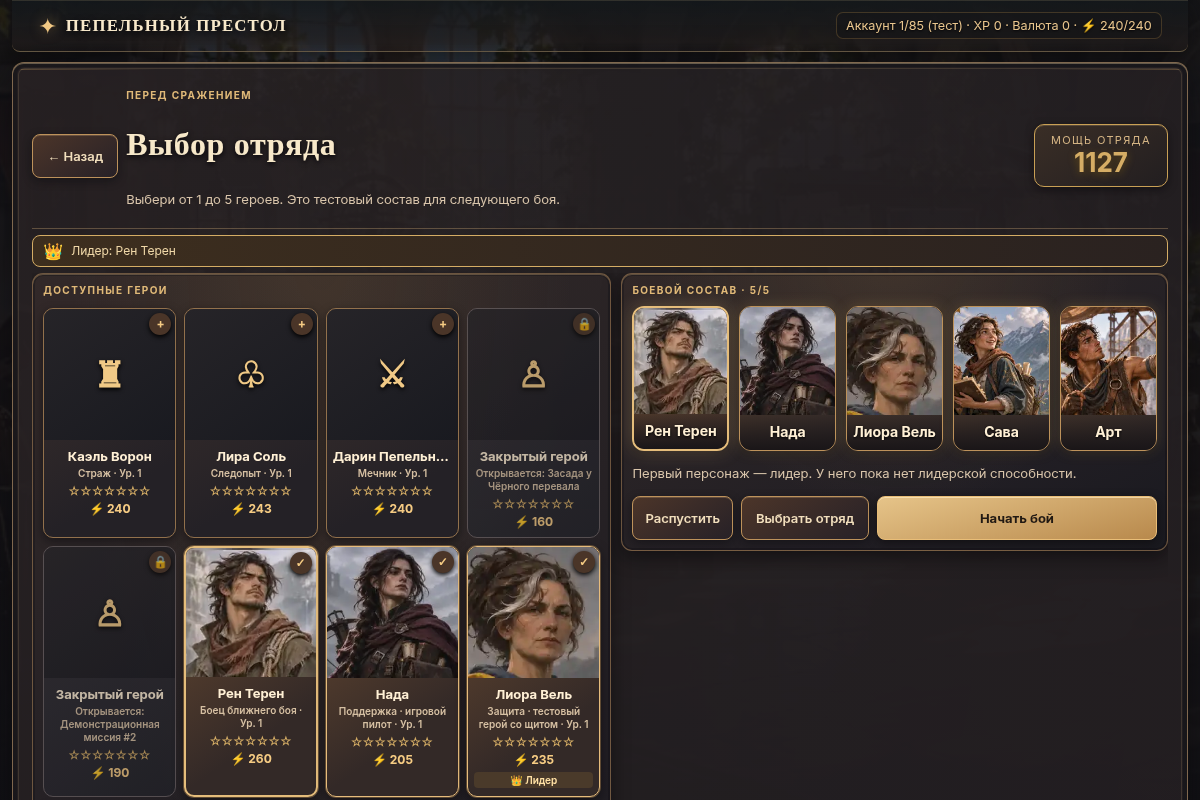 ПЕПЕЛЬНЫЙ ПРЕСТОЛ
Аккаунт 1/85 (тест) · XP 0 · Валюта 0 · ⚡ 240/240
ПЕРЕД СРАЖЕНИЕМ
← Назад
Выбор отряда
Выбери от 1 до 5 героев. Это тестовый состав для следующего боя.
МОЩЬ ОТРЯДА
1127
👑 Лидер: Рен Терен
ДОСТУПНЫЕ ГЕРОИ
Каэль Ворон
Страж · Ур. 1
☆☆☆☆☆☆☆
⚡ 240
Лира Соль
Следопыт · Ур. 1
☆☆☆☆☆☆☆
⚡ 243
Дарин Пепельн...
Мечник · Ур. 1
☆☆☆☆☆☆☆
⚡ 240
Закрытый герой
Открывается: Засада у
Чёрного перевала
☆☆☆☆☆☆☆
⚡ 160
Закрытый герой
Открывается:
Демонстрационная
миссия #2
☆☆☆☆☆☆☆
⚡ 190
Рен Терен
Боец ближнего боя ·
Ур. 1
☆☆☆☆☆☆☆
⚡ 260
Нада
Поддержка · игровой
пилот · Ур. 1
☆☆☆☆☆☆☆
⚡ 205
Лиора Вель
Защита · тестовый
герой со щитом · Ур. 1
☆☆☆☆☆☆☆
⚡ 235
👑 Лидер
БОЕВОЙ СОСТАВ · 5/5
Рен Терен
Нада
Лиора Вель
Сава
Арт
Первый персонаж — лидер. У него пока нет лидерской способности.
Распустить
Выбрать отряд
Начать бой